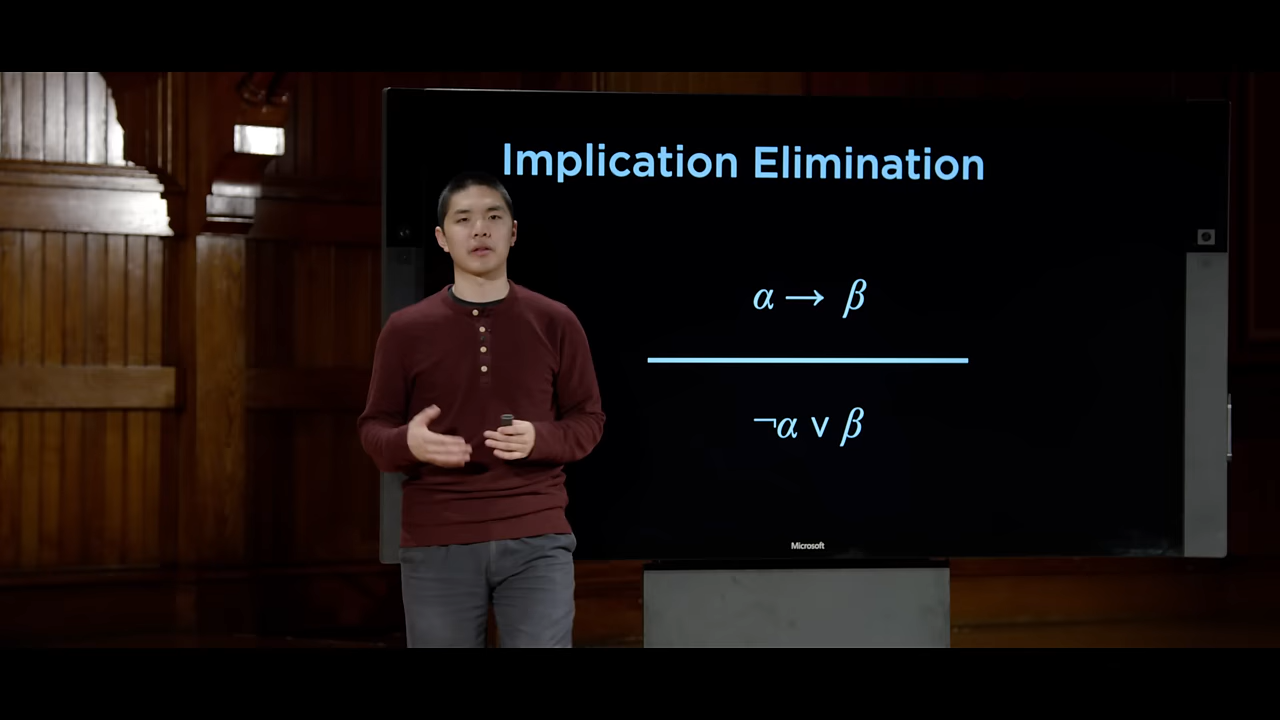 Implication Elimination
α → β
¬α ∨ β
Microsoft